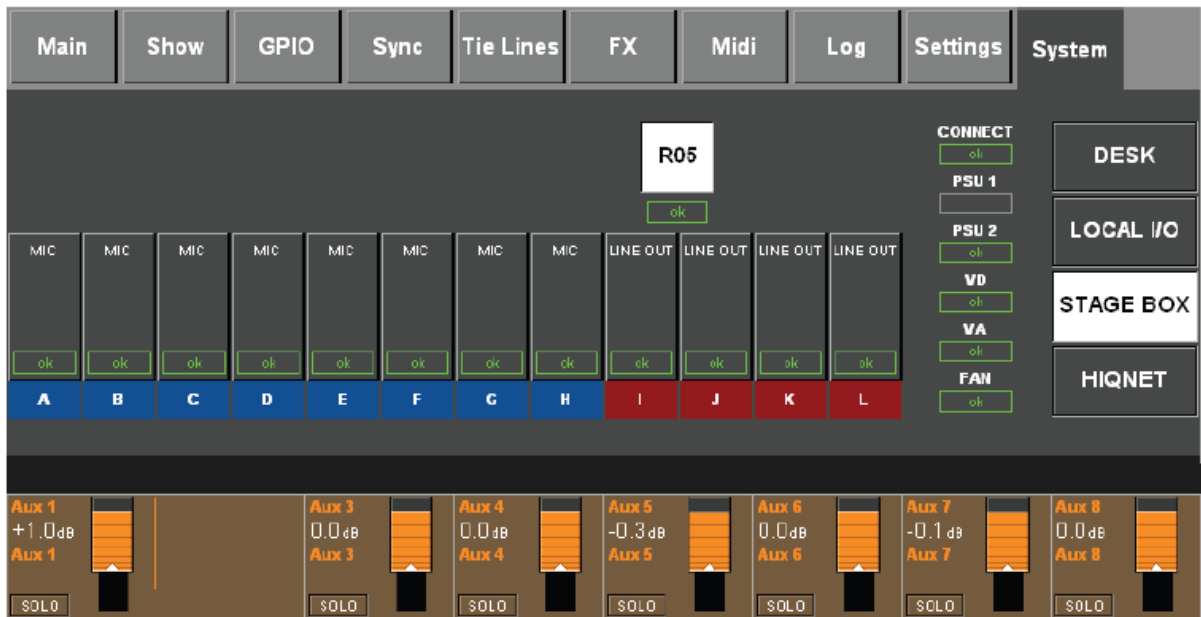 Main Show GPIO Sync Tie Lines FX Midi Log Settings System
R05
ok
CONNECT
ok
PSU 1
PSU 2
ok
VD
ok
VA
ok
FAN
ok
DESK
LOCAL I/O
STAGE BOX
HIQNET
MIC MIC MIC MIC MIC MIC MIC MIC LINE OUT LINE OUT LINE OUT LINE OUT
ok ok ok ok ok ok ok ok ok ok ok ok
A B C D E F G H I J K L
Aux 1 Aux 3 Aux 4 Aux 5 Aux 6 Aux 7 Aux 8
+1.0dB 0.0dB 0.0dB -0.3dB 0.0dB -0.1dB 0.0dB
Aux 1 Aux 3 Aux 4 Aux 5 Aux 6 Aux 7 Aux 8
SOLO SOLO SOLO SOLO SOLO SOLO SOLO